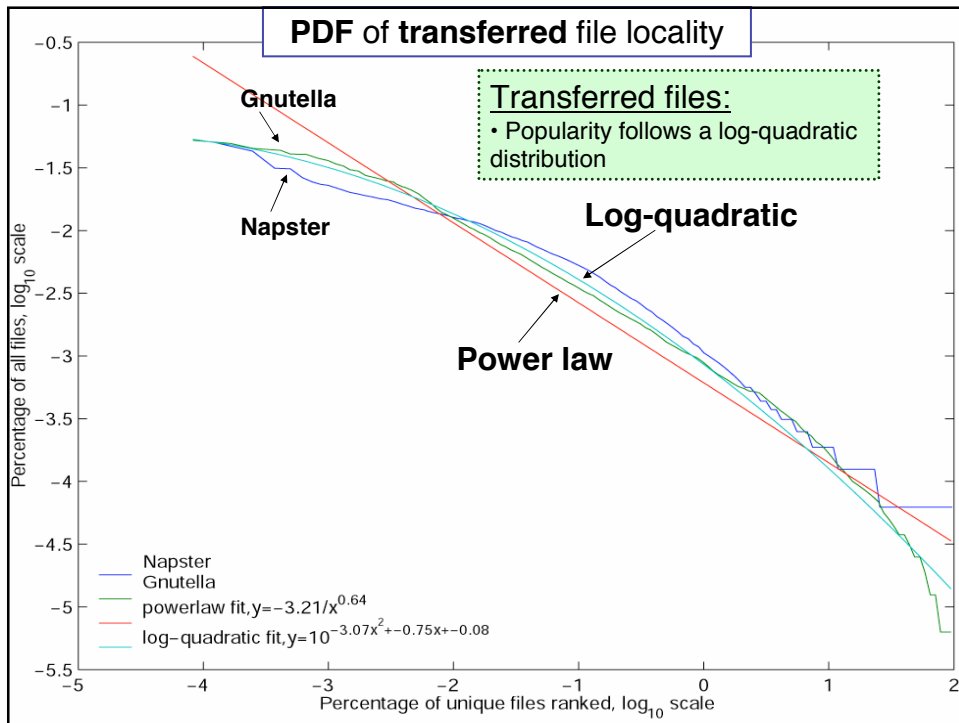 PDF of transferred file locality
Transferred files:
• Popularity follows a log-quadratic
distribution
Gnutella
Napster
Log-quadratic
Power law
Percentage of all files, log10 scale
-0.5
-1
-1.5
-2
-2.5
-3
-3.5
-4
-4.5
-5
-5.5
Napster
Gnutella
powerlaw fit,y=-3.21/x^0.64
log-quadratic fit,y=10^-3.07x^2+-0.75x+-0.08
-5 -4 -3 -2 -1 0 1 2
Percentage of unique files ranked, log10 scale